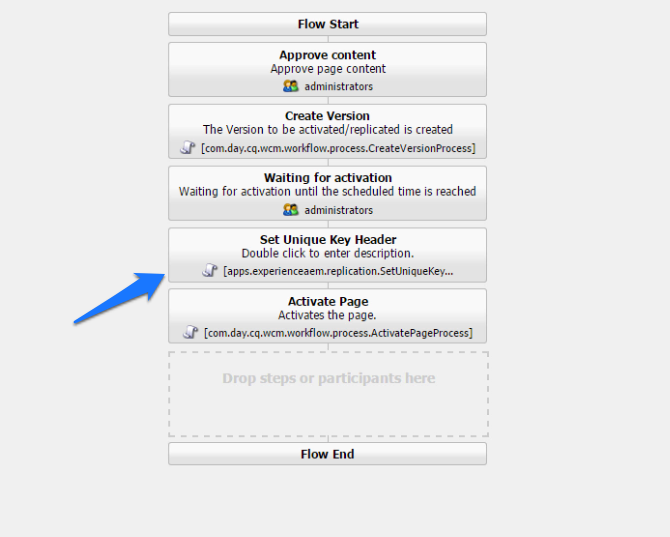 Flow Start
Approve content
Approve page content
administrators
Create Version
The Version to be activated/replicated is created
[com.day.cq.wcm.workflow.process.CreateVersionProcess]
Waiting for activation
Waiting for activation until the scheduled time is reached
administrators
Set Unique Key Header
Double click to enter description.
[apps.experienceaem.replication.SetUniqueKey...
Activate Page
Activates the page.
[com.day.cq.wcm.workflow.process.ActivatePageProcess]
Drop steps or participants here
Flow End